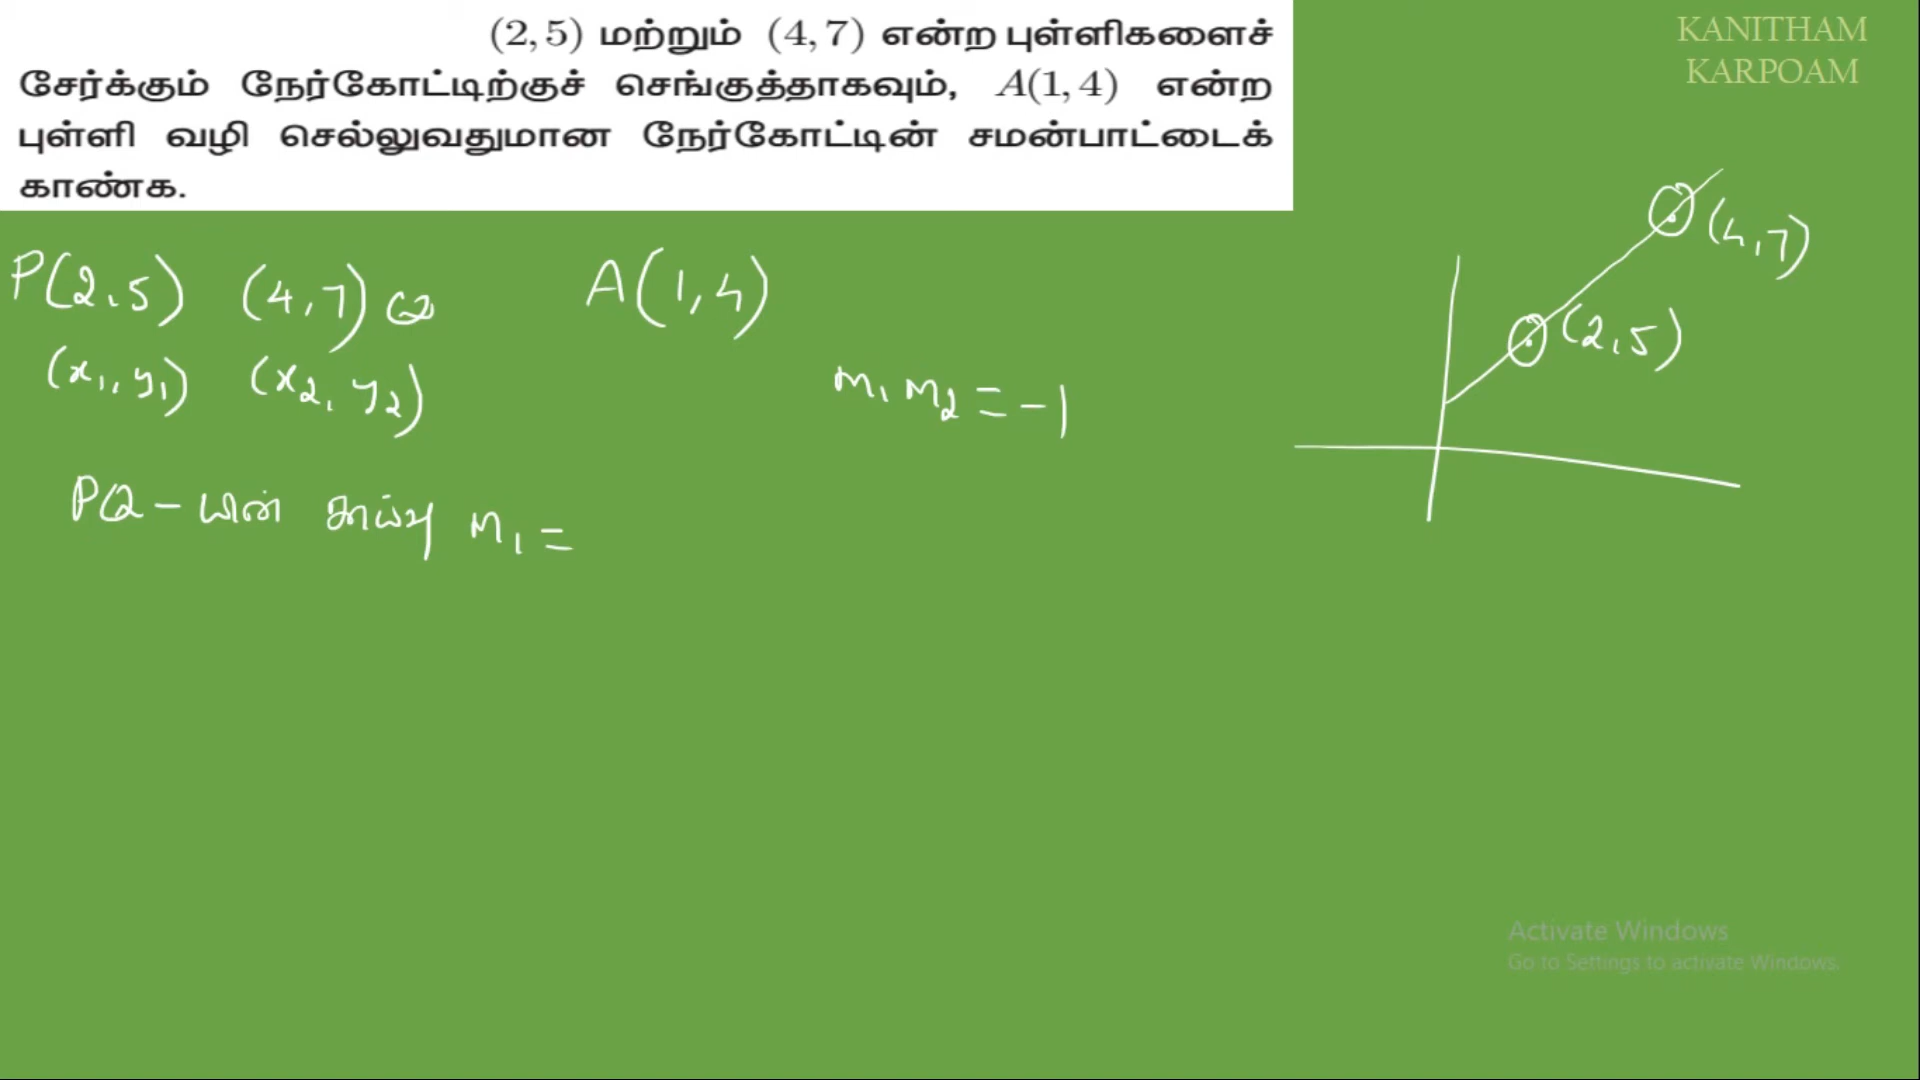 (2, 5) மற்றும் (4, 7) என்ற புள்ளிகளைச்
சேர்க்கும் நேர்கோட்டிற்குச் செங்குத்தாகவும், A(1, 4) என்ற
புள்ளி வழி செல்லுவதுமான நேர்கோட்டின் சமன்பாட்டைக்
காண்க.
KANITHAM
KARPOAM
P(2,5) (4,7) Q A(1,4)
(x₁, y₁) (x₂, y₂)
m₁ m₂ = -1
(4,7)
(2,5)
PQ - யின் சாய்வு m₁ =
Activate Windows
Go to Settings to activate Windows.